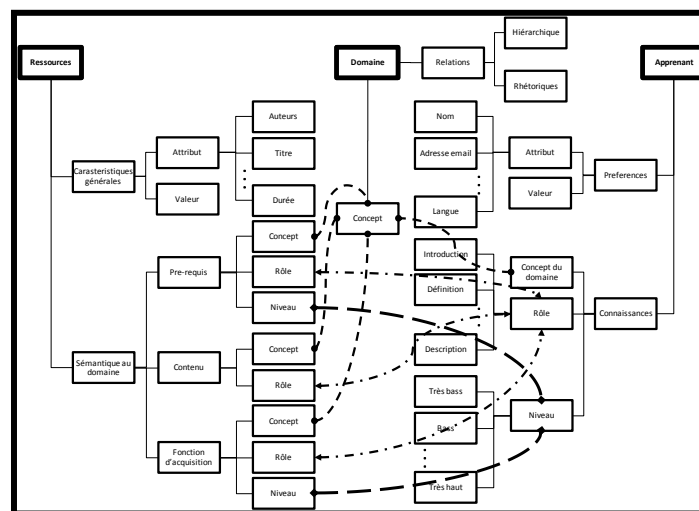 Hiérarchique
Ressources
Domaine
Relations
Apprenant
Rhétoriques
Auteurs
Nom
Attribut
Titre
Adresse email
Attribut
Carasteristiques
générales
Preferences
Valeur
Durée
Langue
Valeur
Concept
Concept
Introduction
Pre-requis
Rôle
Concept du
domaine
Définition
Niveau
Rôle
Connaissances
Concept
Description
Sémantique au
domaine
Contenu
Rôle
Très bass
Concept
Bass
Niveau
Fonction
d'acquisition
Rôle
Très haut
Niveau